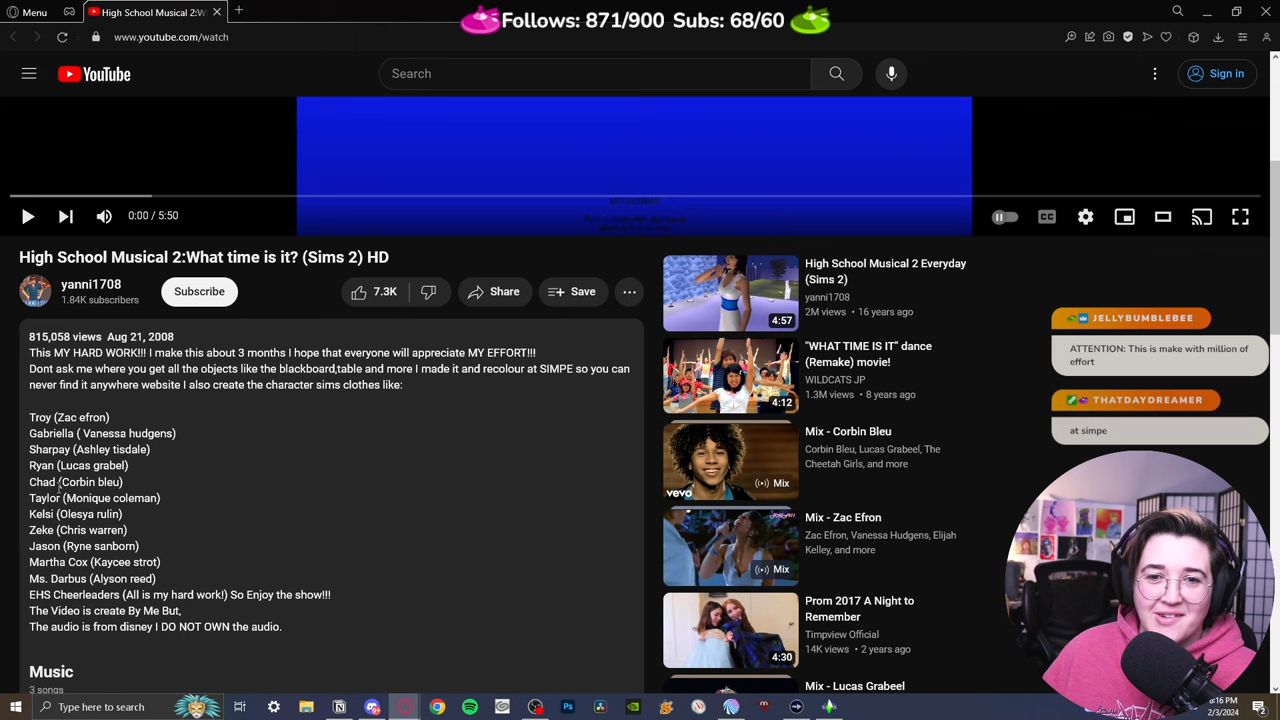 Menu
High School Musical 2:W
Follows: 871/900 Subs: 68/60
www.youtube.com/watch
YouTube
Search
Sign in
0:00 / 5:50
CC
High School Musical 2:What time is it? (Sims 2) HD
yanni1708
1.84K subscribers
Subscribe
7.3K
Share
Save
815,058 views Aug 21, 2008
This MY HARD WORK!!! I make this about 3 months I hope that everyone will appreciate MY EFFORT!!!
Don't ask me where I got all the objects like the blackboard,table and more I made it and recolour at SIMPE so you can
never find it anywhere website I also create the character sims clothes like:
Troy (Zac efron)
Gabriella ( Vanessa hudgens)
Sharpay (Ashley tisdale)
Ryan (Lucas grabel)
Chad (Corbin bleu)
Taylor (Monique coleman)
Kelsi (Olesya rulin)
Zeke (Chris warren)
Jason (Ryne sanborn)
Martha Cox (Kaycee strot)
Ms. Darbus (Alyson reed)
EHS Cheerleaders (All is my hard work!) So Enjoy the show!!!
The Video is create By Me But,
The audio is from disney I DO NOT OWN the audio.
Music
3 songs
High School Musical 2 Everyday
(Sims 2)
yanni1708
2M views • 16 years ago
4:57
"WHAT TIME IS IT" dance
(Remake) movie!
WILDCATS JP
1.3M views • 8 years ago
4:12
Mix - Corbin Bleu
Corbin Bleu, Lucas Grabeel, The
Cheetah Girls, and more
vevo
Mix
Mix - Zac Efron
Zac Efron, Vanessa Hudgens, Elijah
Kelley, and more
Mix
Prom 2017 A Night to
Remember
Timpview Official
14K views • 2 years ago
4:30
Mix - Lucas Grabeel
JELLYBUMBLEBEE
ATTENTION: This is make with million of
effort
THATDAYDREAMER
at simpe
Type here to search
6:16 PM
2/3/2024